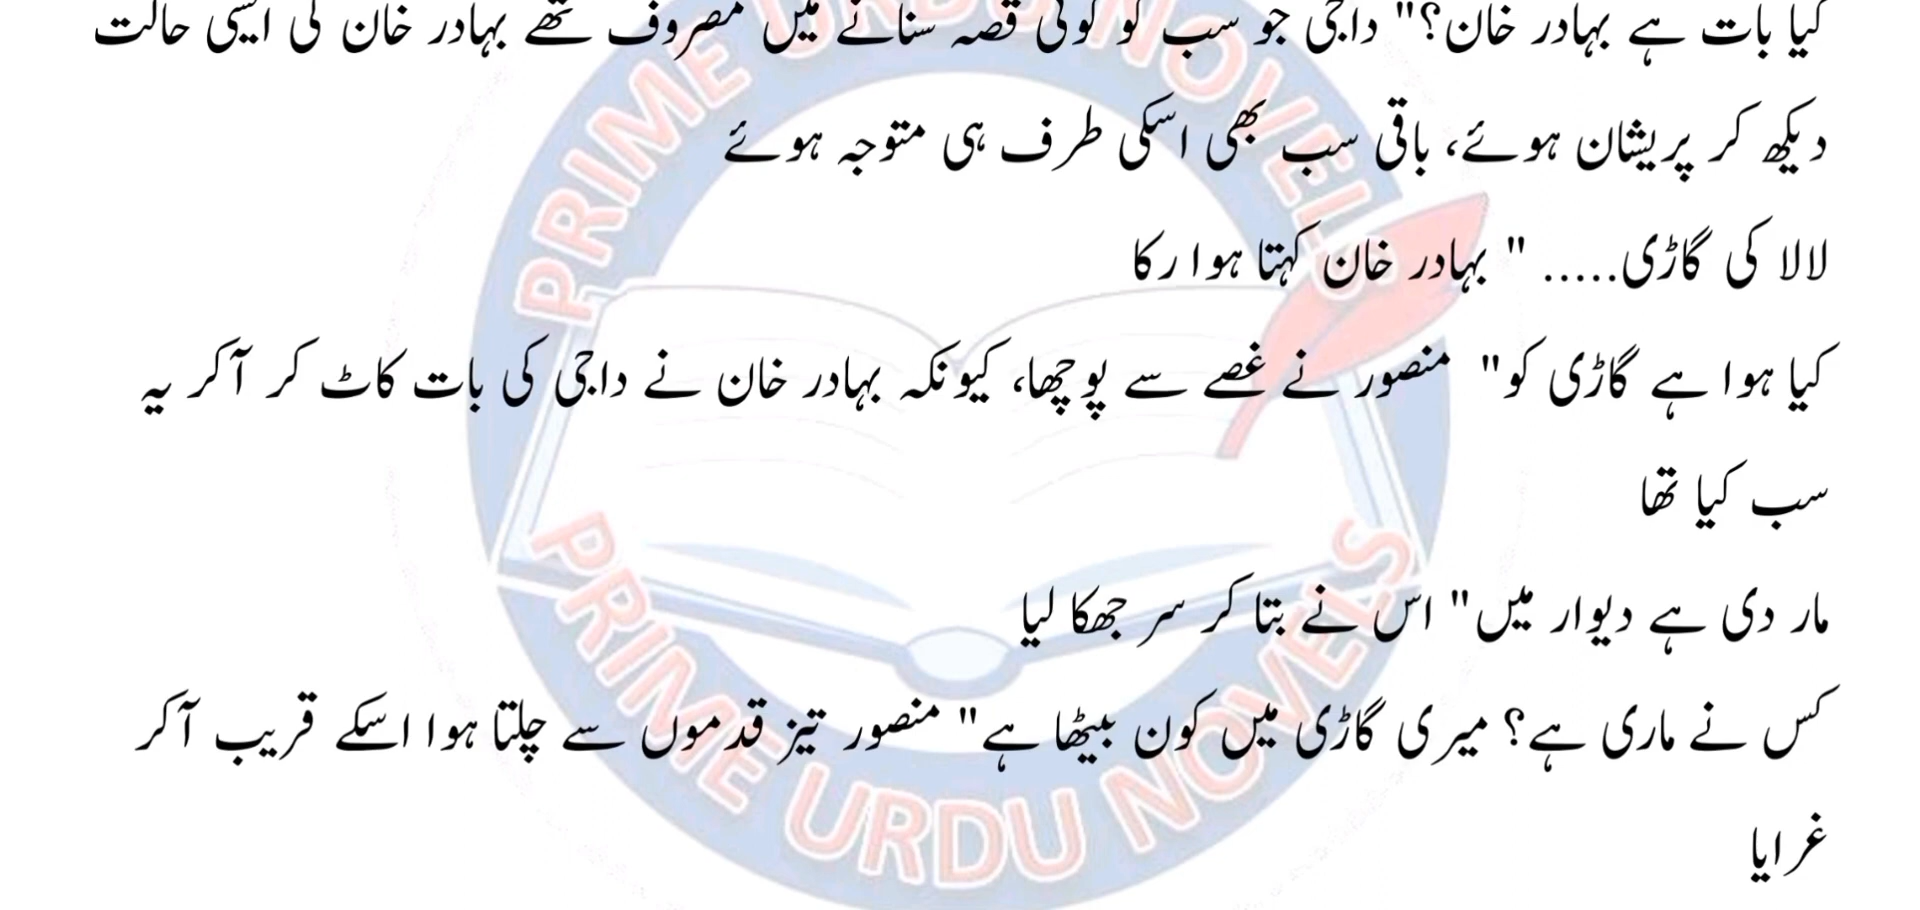 کیا بات ہے بہادر خان؟" داجی جو سب کو کوئی قصہ سنانے میں مصروف تھے بہادر خان کی ایسی حالت
دیکھ کر پریشان ہوئے، باقی سب بھی اسکی طرف ہی متوجہ ہوئے
لالا کی گاڑی..... " بہادر خان کہتا ہوا رکا
کیا ہوا ہے گاڑی کو" منصور نے غصے سے پوچھا، کیونکہ بہادر خان نے داجی کی بات کاٹ کر آکر یہ
سب کیا تھا
مار دی ہے دیوار میں" اس نے بتا کر سر جھکا لیا
کس نے ماری ہے؟ میری گاڑی میں کون بیٹھا ہے" منصور تیز قدموں سے چلتا ہوا اسکے قریب آکر
غرایا
PRIME URDU NOVELS
PRIME URDU NOVELS